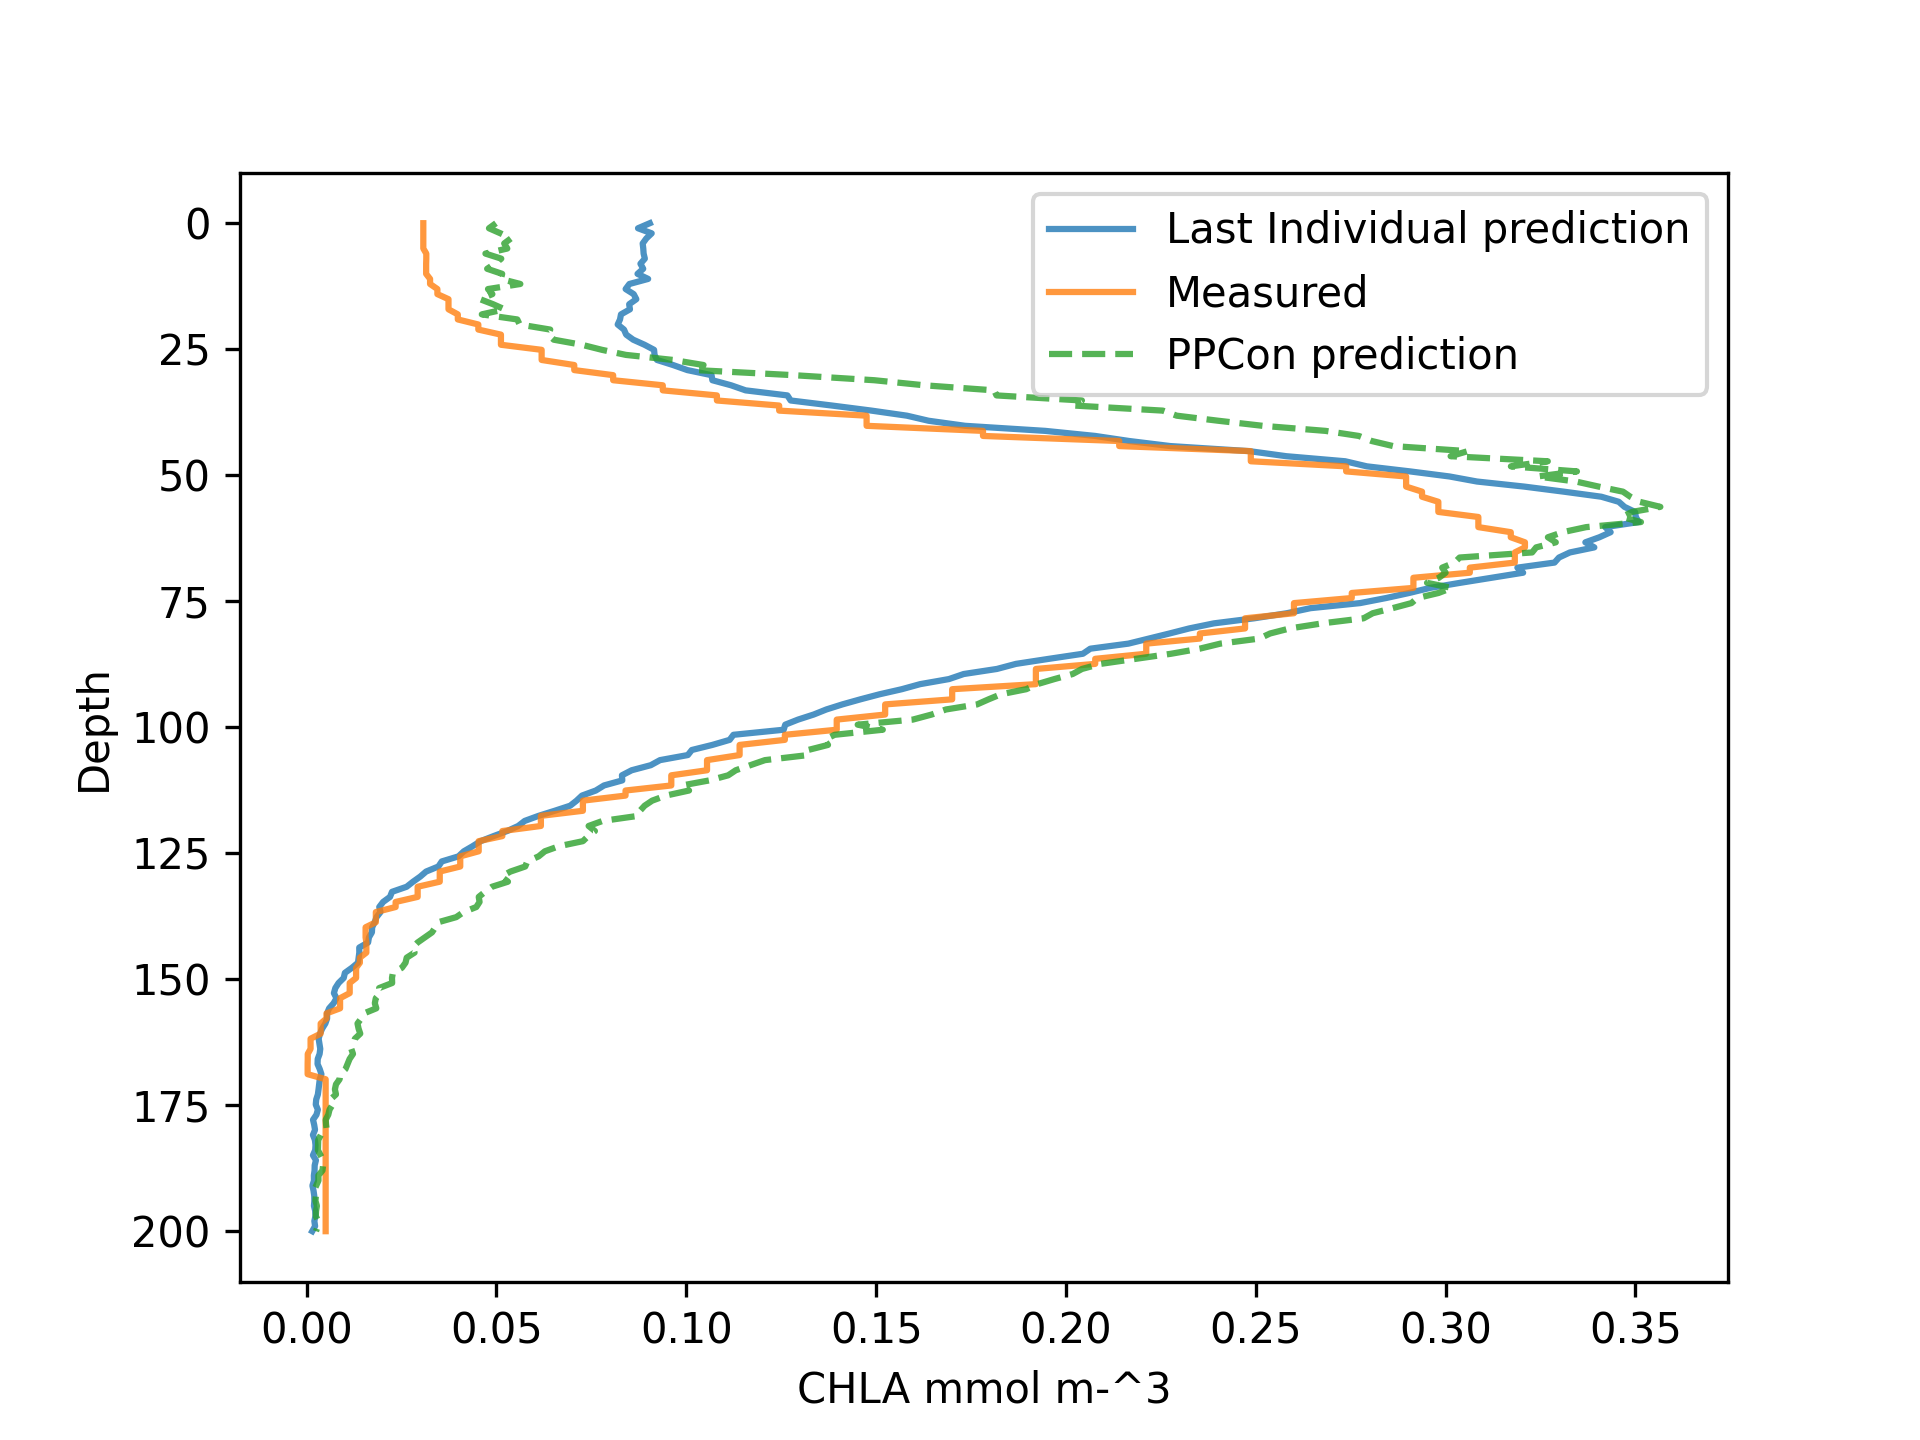 Last Individual prediction
Measured
PPCon prediction
0
25
50
75
100
125
150
175
200
Depth
0.00 0.05 0.10 0.15 0.20 0.25 0.30 0.35
CHLA mmol m-^3